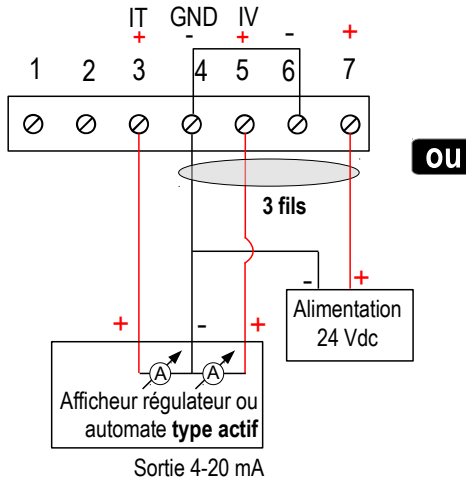 IT GND IV
+ - + - +
1 2 3 4 5 6 7
ou
3 fils
- +
Alimentation
24 Vdc
+ - +
A A
Afficheur régulateur ou
automate type actif
Sortie 4-20 mA